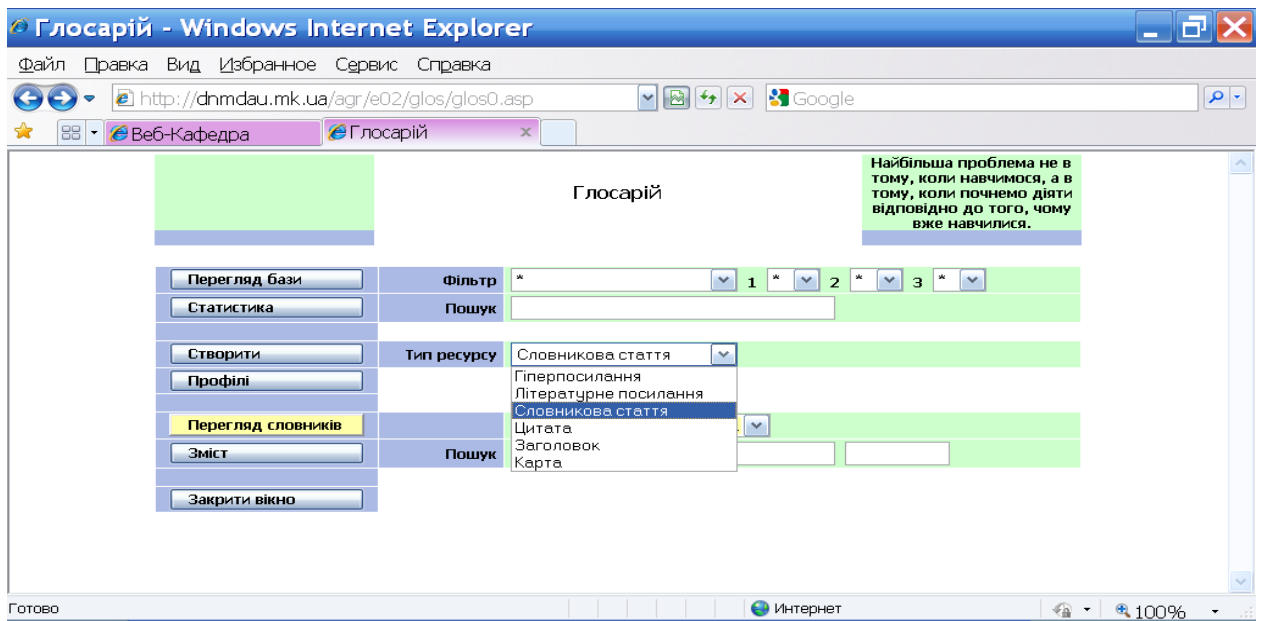 Глосарій - Windows Internet Explorer
Файл Правка Вид Избранное Сервис Справка
http://dnmdau.mk.ua/agr/e02/glos/glos0.asp Google
Веб-Кафедра Глосарій
Глосарій
Найбільша проблема не в
тому, коли навчимося, а в
тому, коли почнемо діяти
відповідно до того, чому
вже навчилися.
Перегляд бази Фільтр * 1 * 2 * 3 *
Статистика Пошук
Створити Тип ресурсу Словникова стаття
Профілі
Гіперпосилання
Літературне посилання
Словникова стаття
Цитата
Заголовок
Карта
Перегляд словників
Зміст Пошук
Закрити вікно
Готово Интернет 100%